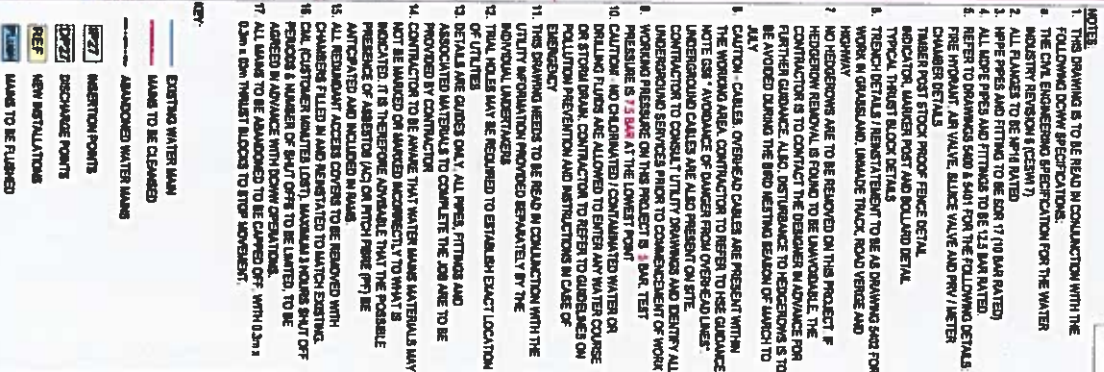 NOTES:
1. THIS DRAWING IS TO BE READ IN CONJUNCTION WITH THE
FOLLOWING DCWW SPECIFICATIONS:
a. THE CIVIL ENGINEERING SPECIFICATION FOR THE WATER
INDUSTRY REVISION 6 (CESWI 7)
2. ALL FLANGES TO BE NP16 RATED
3. HPPE PIPES AND FITTING TO BE SDR 17 (10 BAR RATED)
4. ALL MDPE PIPES AND FITTINGS TO BE 12.5 BAR RATED
5. REFER TO DRAWINGS 5400 & 5401 FOR THE FOLLOWING DETAILS:
FIRE HYDRANT, AIR VALVE, SLUICE VALVE AND PRV / METER
CHAMBER DETAILS
TIMBER POST STOCK PROOF FENCE DETAIL
INDICATOR, MARKER POST AND BOLLARD DETAIL
TYPICAL THRUST BLOCK DETAILS
6. TRENCH DETAILS / REINSTATEMENT TO BE AS DRAWING 5403 FOR
WORK IN GRASSLAND, UNMADE TRACK, ROAD VERGE AND
HIGHWAY
7. NO HEDGEROWS ARE TO BE REMOVED ON THIS PROJECT IF
HEDGEROW REMOVAL IS FOUND TO BE UNAVOIDABLE, THE
CONTRACTOR IS TO CONTACT THE DESIGNER IN ADVANCE FOR
FURTHER GUIDANCE. ALSO, DISTURBANCE TO HEDGEROWS IS TO
BE AVOIDED DURING THE BIRD NESTING SEASON OF MARCH TO
JULY
8. CAUTION - CABLES. OVERHEAD CABLES ARE PRESENT WITHIN
THE WORKING AREA. CONTRACTOR TO REFER TO HSE GUIDANCE
NOTE GS6 "AVOIDANCE OF DANGER FROM OVERHEAD LINES".
UNDERGROUND CABLES ARE ALSO PRESENT ON SITE.
CONTRACTOR TO CONSULT UTILITY DRAWINGS AND IDENTIFY ALL
UNDERGROUND SERVICES PRIOR TO COMMENCEMENT OF WORK
9. WORKING PRESSURE ON THIS PROJECT IS 5 BAR. TEST
PRESSURE IS 7.5 BAR AT THE LOWEST POINT
10. CAUTION - NO CHLORINATED / CONTAMINATED WATER OR
DRILLING FLUIDS ARE ALLOWED TO ENTER ANY WATER COURSE
OR STORM DRAIN. CONTRACTOR TO REFER TO GUIDELINES ON
POLLUTION PREVENTION AND INSTRUCTIONS IN CASE OF
EMERGENCY
11. THIS DRAWING NEEDS TO BE READ IN CONJUNCTION WITH THE
UTILITY INFORMATION PROVIDED SEPARATELY BY THE
INDIVIDUAL UNDERTAKERS
12. TRIAL HOLES MAY BE REQUIRED TO ESTABLISH EXACT LOCATION
OF UTILITIES
13. DETAILS ARE GUIDES ONLY, ALL PIPES, FITTINGS AND
ASSOCIATED MATERIALS TO COMPLETE THE JOB ARE TO BE
PROVIDED BY CONTRACTOR
14. CONTRACTOR TO BE AWARE THAT WATER MAINS MATERIALS MAY
NOT BE MARKED OR MARKED INCORRECTLY TO WHAT IS
INDICATED. IT IS THEREFORE ADVISABLE THAT THE POSSIBLE
PRESENCE OF ASBESTOS (AC) OR PITCH FIBRE (PF) BE
ANTICIPATED AND INCLUDED IN RAMS.
15. ALL REDUNDANT ACCESS COVERS TO BE REMOVED WITH
CHAMBERS FILLED IN AND REINSTATED TO MATCH EXISTING.
16. CML (CUSTOMER MINUTES LOST). MAXIMUM 3 HOURS SHUT OFF
PERIODS & NUMBER OF SHUT OFFS TO BE LIMITED, TO BE
AGREED IN ADVANCE WITH DCWW OPERATIONS.
17. ALL MAINS TO BE ABANDONED TO BE CAPPED OFF, WITH 0.3m x
0.3m x 0.3m THRUST BLOCKS TO STOP MOVEMENT.
KEY:
EXISTING WATER MAIN
MAINS TO BE CLEANSED
ABANDONED WATER MAINS
IP27 INSERTION POINTS
DP27 DISCHARGE POINTS
REF NEW INSTALLATIONS
FLUSH MAINS TO BE FLUSHED